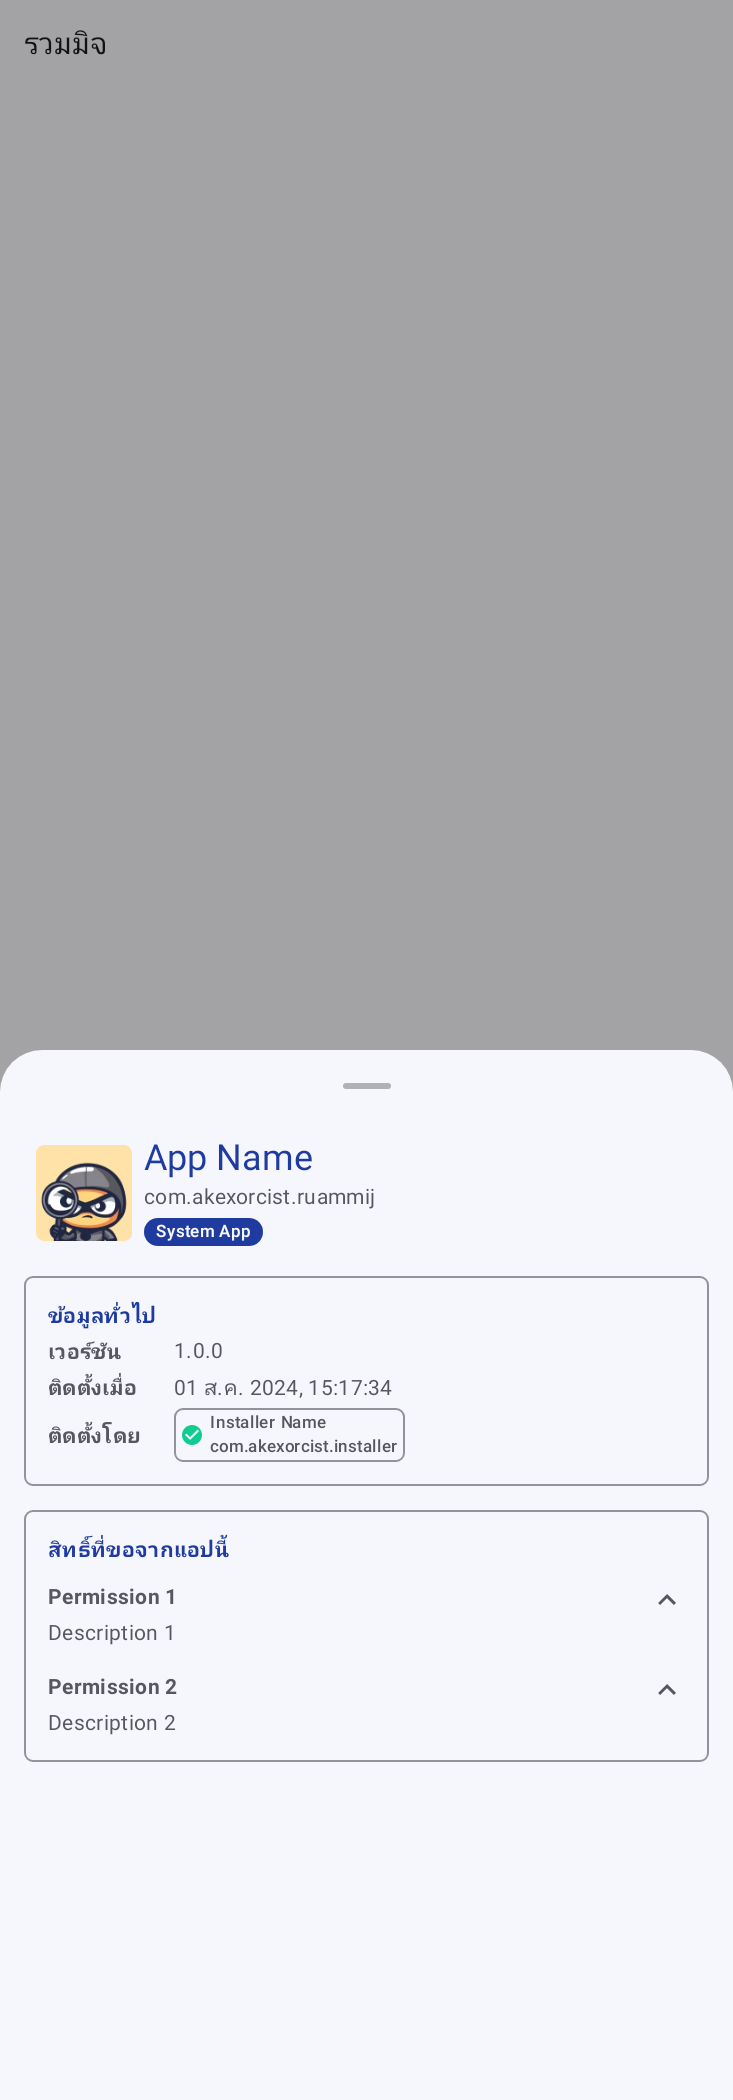 รวมมิจ
App Name
com.akexorcist.ruammij
System App
ข้อมูลทั่วไป
เวอร์ชัน 1.0.0
ติดตั้งเมื่อ 01 ส.ค. 2024, 15:17:34
ติดตั้งโดย Installer Name
com.akexorcist.installer
สิทธิ์ที่ขอจากแอปนี้
Permission 1
Description 1
Permission 2
Description 2